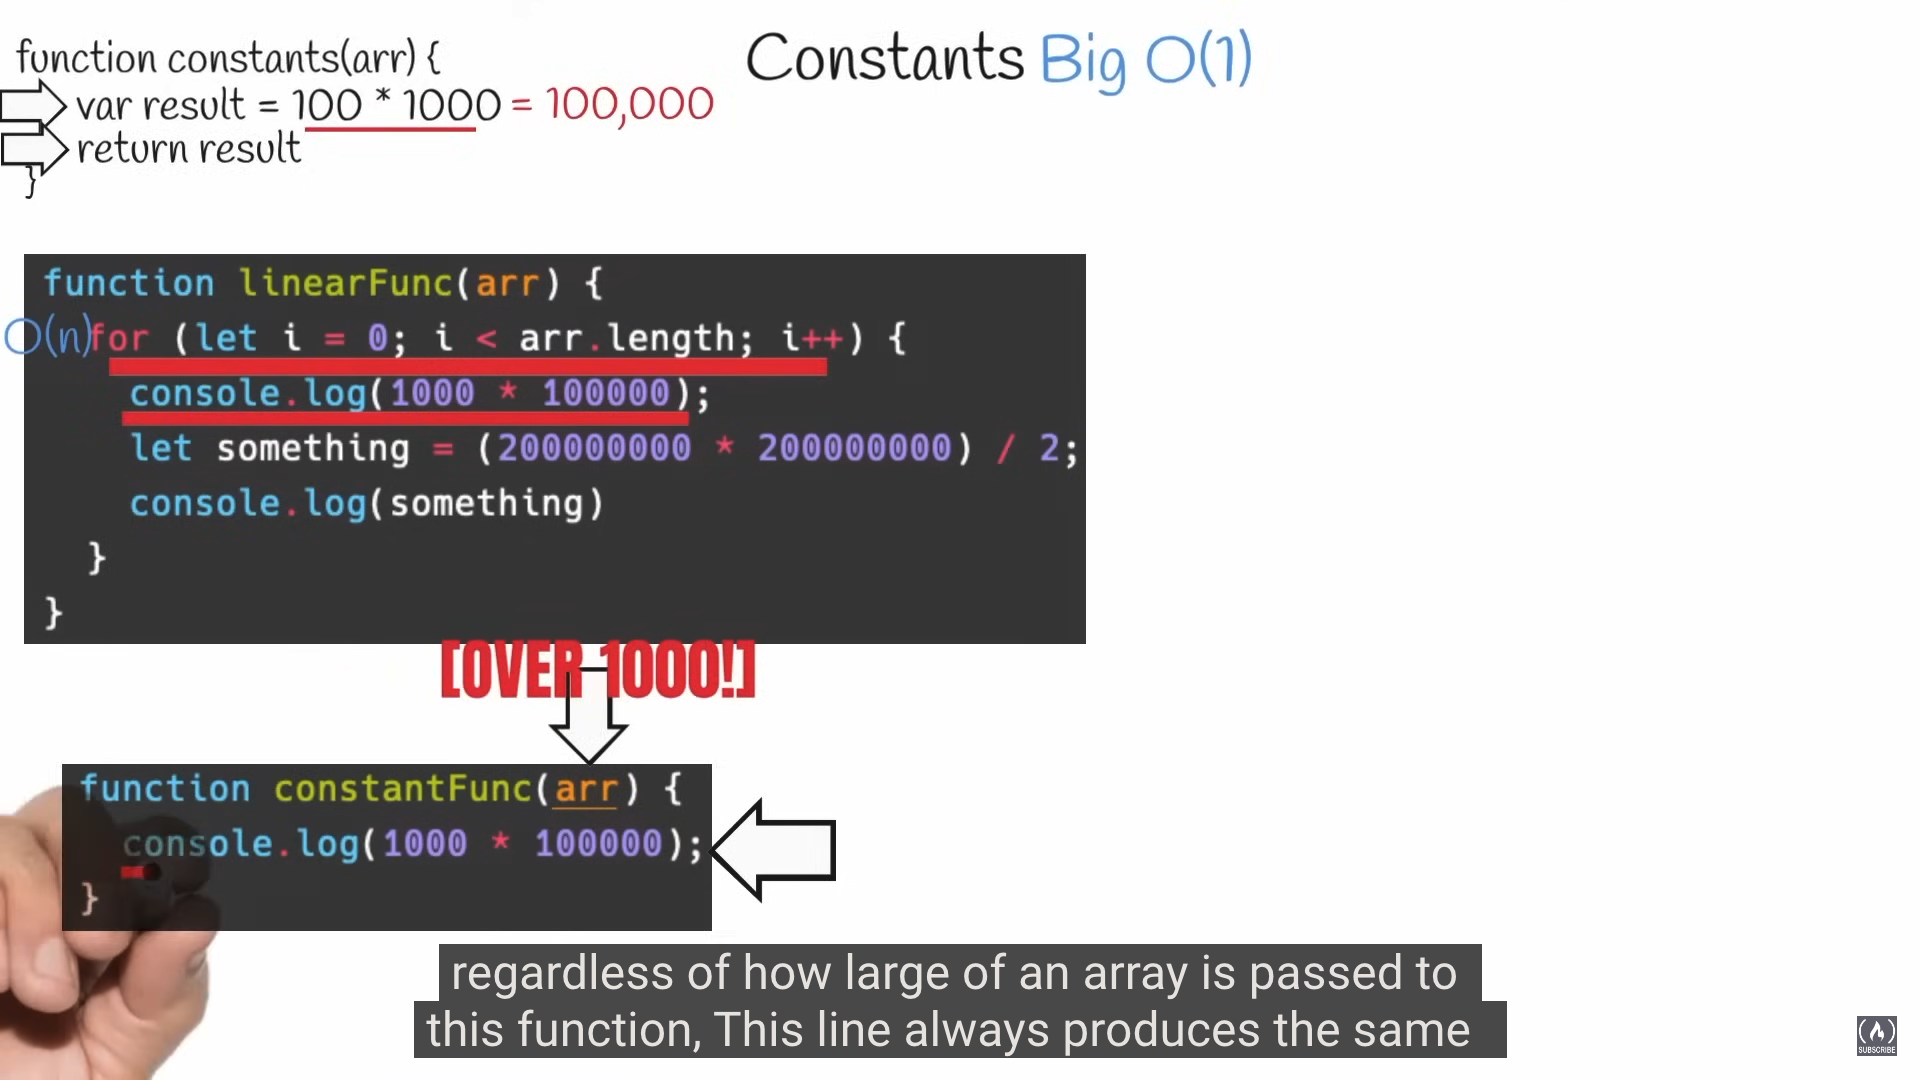 function constants(arr) {
Constants Big O(1)
var result = 100 * 1000 = 100,000
return result
}
function linearFunc(arr) {
O(n)
for (let i = 0; i < arr.length; i++) {
console.log(1000 * 100000);
let something = (200000000 * 200000000) / 2;
console.log(something)
}
}
[OVER 1000!]
function constantFunc(arr) {
console.log(1000 * 100000);
}
regardless of how large of an array is passed to
this function, This line always produces the same
SUBSCRIBE